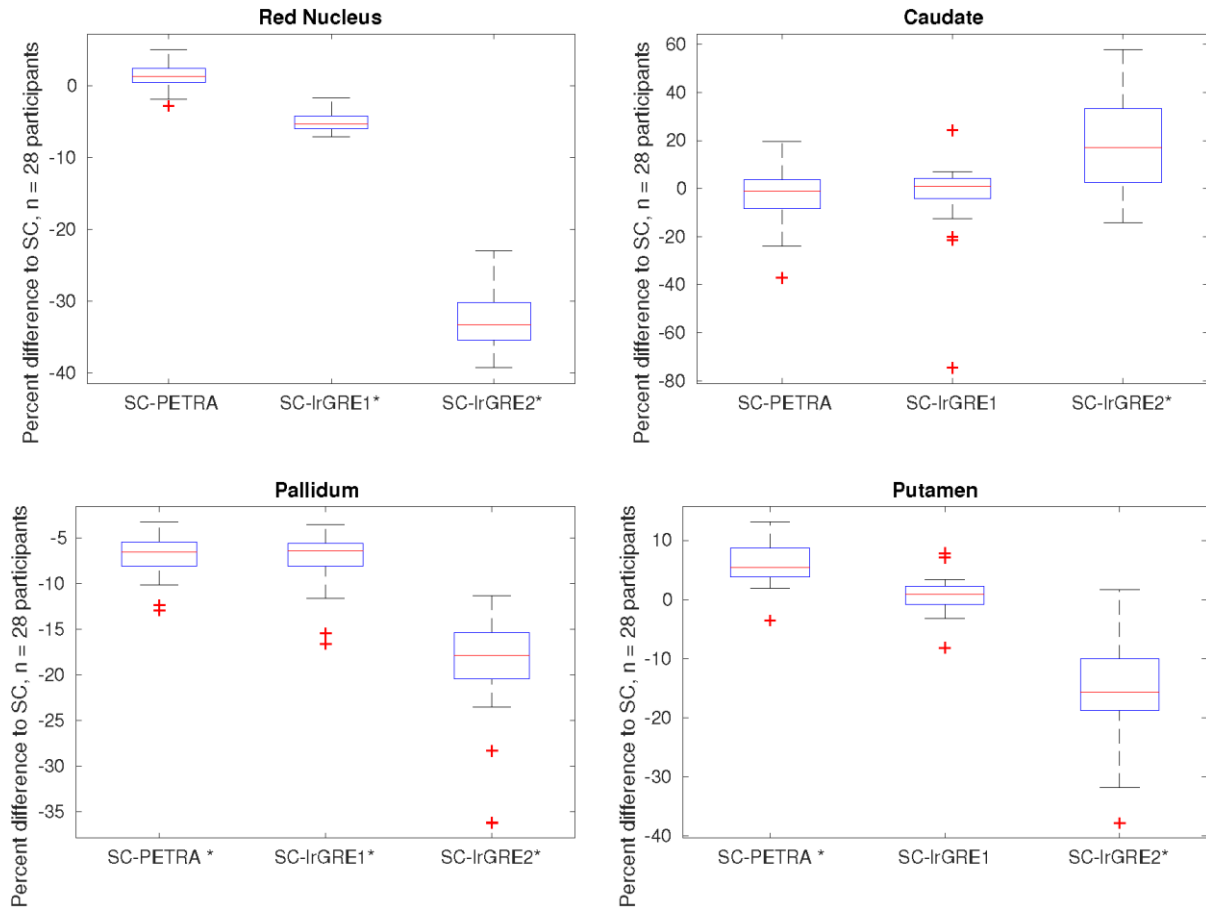 Red Nucleus
Percent difference to SC, n = 28 participants
0
-10
-20
-30
-40
SC-PETRA SC-IrGRE1* SC-IrGRE2*
Caudate
Percent difference to SC, n = 28 participants
60
40
20
0
-20
-40
-60
-80
SC-PETRA SC-IrGRE1 SC-IrGRE2*
Pallidum
Percent difference to SC, n = 28 participants
-5
-10
-15
-20
-25
-30
-35
SC-PETRA * SC-IrGRE1* SC-IrGRE2*
Putamen
Percent difference to SC, n = 28 participants
10
0
-10
-20
-30
-40
SC-PETRA * SC-IrGRE1 SC-IrGRE2*